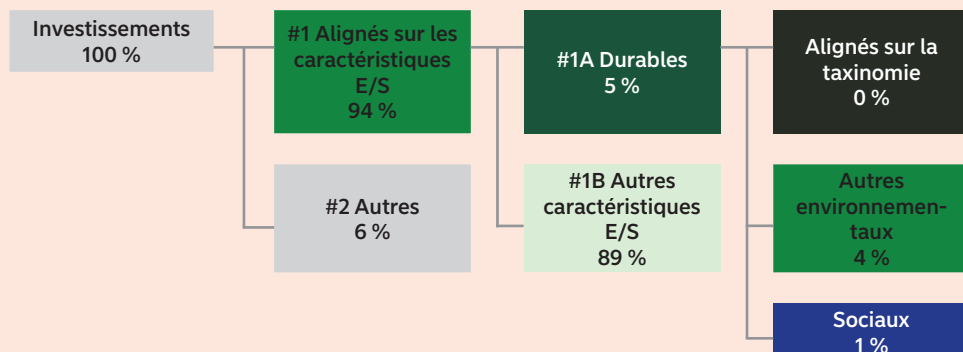 Investissements
100 %
#1 Alignés sur les
caractéristiques
E/S
94 %
#1A Durables
5 %
Alignés sur la
taxinomie
0 %
#2 Autres
6 %
#1B Autres
caractéristiques
E/S
89 %
Autres
environnemen-
taux
4 %
Sociaux
1 %